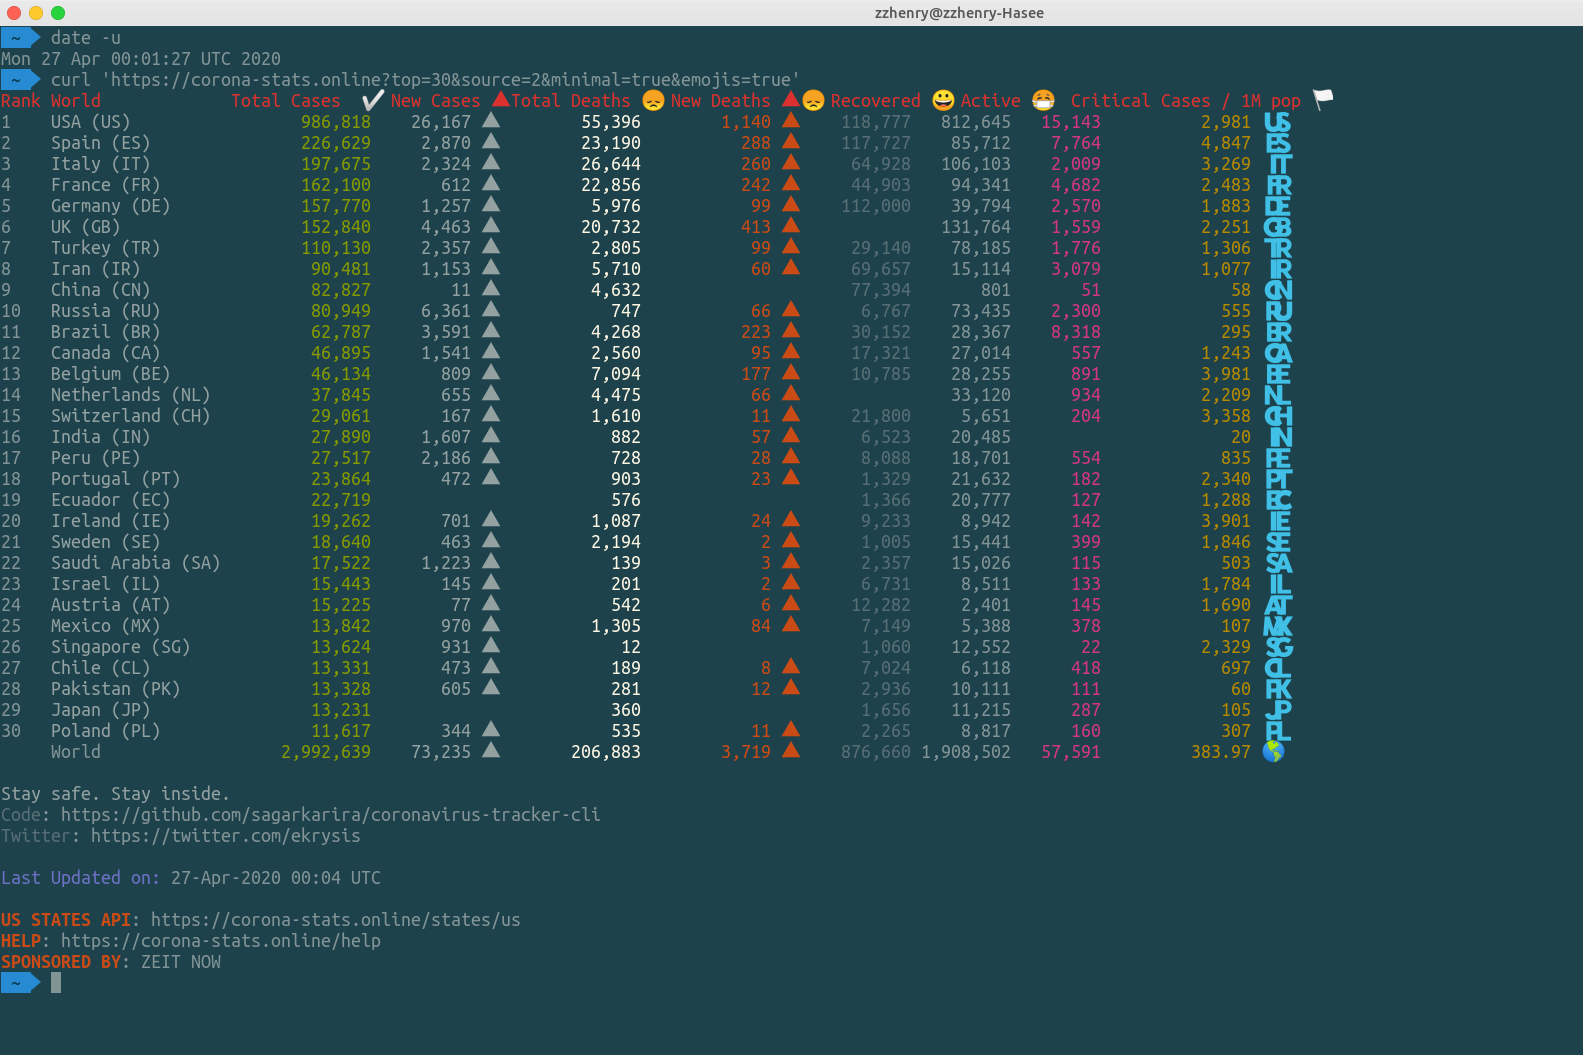 zzhenry@zzhenry-Hasee
~ date -u
Mon 27 Apr 00:01:27 UTC 2020
~ curl 'https://corona-stats.online?top=30&source=2&minimal=true&emojis=true'
Rank World Total Cases ✔ New Cases ▲ Total Deaths 😞 New Deaths ▲😞 Recovered 😀 Active 😷 Critical Cases / 1M pop 🏳
1 USA (US) 986,818 26,167 ▲ 55,396 1,140 ▲ 118,777 812,645 15,143 2,981 US
2 Spain (ES) 226,629 2,870 ▲ 23,190 288 ▲ 117,727 85,712 7,764 4,847 ES
3 Italy (IT) 197,675 2,324 ▲ 26,644 260 ▲ 64,928 106,103 2,009 3,269 IT
4 France (FR) 162,100 612 ▲ 22,856 242 ▲ 44,903 94,341 4,682 2,483 FR
5 Germany (DE) 157,770 1,257 ▲ 5,976 99 ▲ 112,000 39,794 2,570 1,883 DE
6 UK (GB) 152,840 4,463 ▲ 20,732 413 ▲ 131,764 1,559 2,251 GB
7 Turkey (TR) 110,130 2,357 ▲ 2,805 99 ▲ 29,140 78,185 1,776 1,306 TR
8 Iran (IR) 90,481 1,153 ▲ 5,710 60 ▲ 69,657 15,114 3,079 1,077 IR
9 China (CN) 82,827 11 ▲ 4,632 77,394 801 51 58 CN
10 Russia (RU) 80,949 6,361 ▲ 747 66 ▲ 6,767 73,435 2,300 555 RU
11 Brazil (BR) 62,787 3,591 ▲ 4,268 223 ▲ 30,152 28,367 8,318 295 BR
12 Canada (CA) 46,895 1,541 ▲ 2,560 95 ▲ 17,321 27,014 557 1,243 CA
13 Belgium (BE) 46,134 809 ▲ 7,094 177 ▲ 10,785 28,255 891 3,981 BE
14 Netherlands (NL) 37,845 655 ▲ 4,475 66 ▲ 33,120 934 2,209 NL
15 Switzerland (CH) 29,061 167 ▲ 1,610 11 ▲ 21,800 5,651 204 3,358 CH
16 India (IN) 27,890 1,607 ▲ 882 57 ▲ 6,523 20,485 20 IN
17 Peru (PE) 27,517 2,186 ▲ 728 28 ▲ 8,088 18,701 554 835 PE
18 Portugal (PT) 23,864 472 ▲ 903 23 ▲ 1,329 21,632 182 2,340 PT
19 Ecuador (EC) 22,719 576 1,366 20,777 127 1,288 EC
20 Ireland (IE) 19,262 701 ▲ 1,087 24 ▲ 9,233 8,942 142 3,901 IE
21 Sweden (SE) 18,640 463 ▲ 2,194 2 ▲ 1,005 15,441 399 1,846 SE
22 Saudi Arabia (SA) 17,522 1,223 ▲ 139 3 ▲ 2,357 15,026 115 503 SA
23 Israel (IL) 15,443 145 ▲ 201 2 ▲ 6,731 8,511 133 1,784 IL
24 Austria (AT) 15,225 77 ▲ 542 6 ▲ 12,282 2,401 145 1,690 AT
25 Mexico (MX) 13,842 970 ▲ 1,305 84 ▲ 7,149 5,388 378 107 MX
26 Singapore (SG) 13,624 931 ▲ 12 1,060 12,552 22 2,329 SG
27 Chile (CL) 13,331 473 ▲ 189 8 ▲ 7,024 6,118 418 697 CL
28 Pakistan (PK) 13,328 605 ▲ 281 12 ▲ 2,936 10,111 111 60 PK
29 Japan (JP) 13,231 360 1,656 11,215 287 105 JP
30 Poland (PL) 11,617 344 ▲ 535 11 ▲ 2,265 8,817 160 307 PL
World 2,992,639 73,235 ▲ 206,883 3,719 ▲ 876,660 1,908,502 57,591 383.97 🌎
Stay safe. Stay inside.
Code: https://github.com/sagarkarira/coronavirus-tracker-cli
Twitter: https://twitter.com/ekrysis
Last Updated on: 27-Apr-2020 00:04 UTC
US STATES API: https://corona-stats.online/states/us
HELP: https://corona-stats.online/help
SPONSORED BY: ZEIT NOW
~